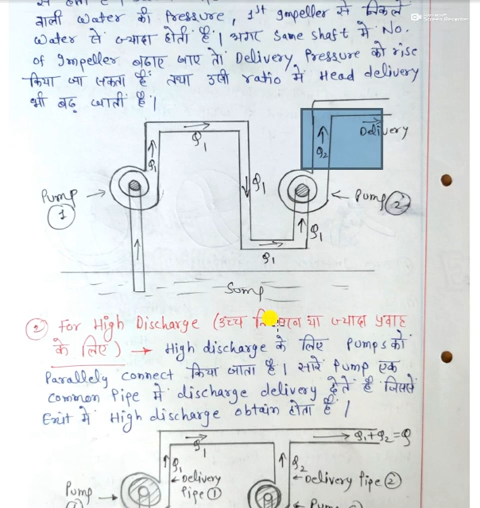 वाली water की Pressure, 1st Impeller से निकले
water से ज्यादा होती है। अगर same shaft में No.
of Impeller बढाए जाए तो Delivery Pressure को rise
किया जा सकता है तथा उसी ratio में Head delivery
भी बढ़ जाती है।
Q1
Delivery
Q1
Q2
Pump
1
Q1
Pump 2
Q1
Q1
Sump
2 For High Discharge (उच्च या ज्यादा प्रवाह
के लिए) → High discharge के लिए Pumps को
Parallely connect किया जाता है। सारे Pump एक
common Pipe में discharge delivery देते है जिससे
Exit में High discharge obtain होता है।
Q1
Q1+Q2=Q
Q1
Delivery Pipe 1
Q2
Delivery Pipe 2
Pump